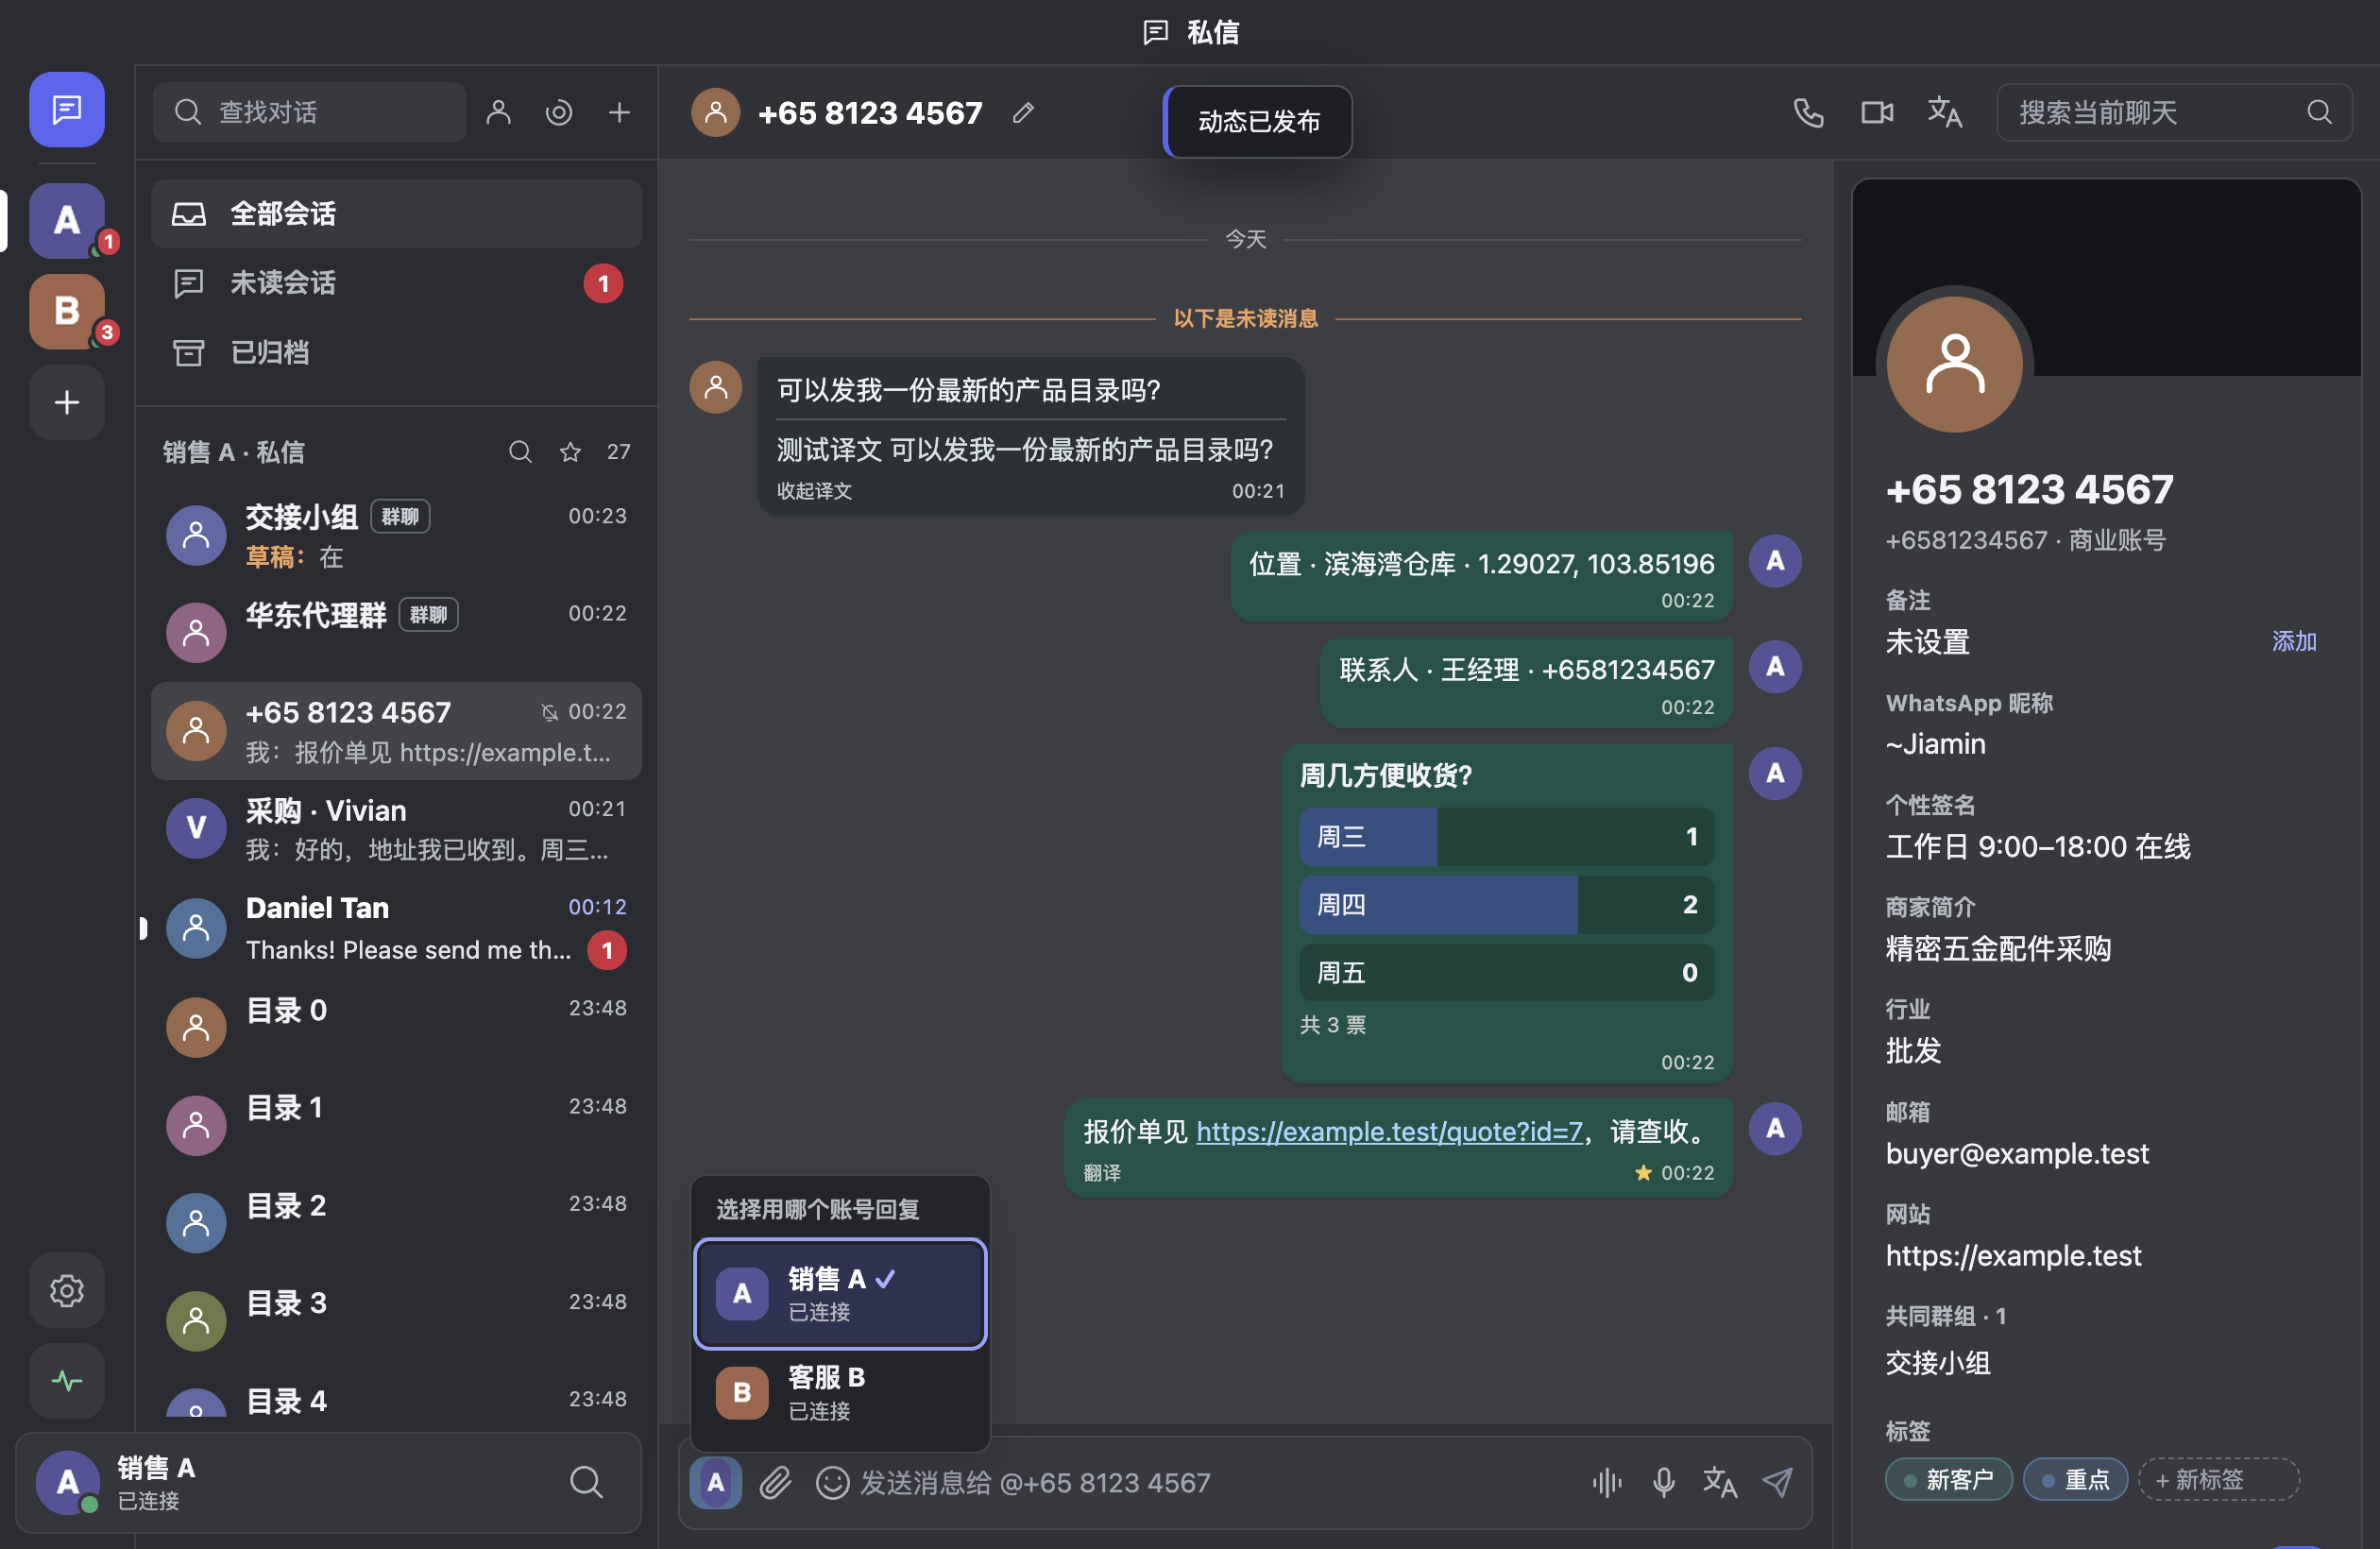 私信
查找对话
+65 8123 4567
动态已发布
搜索当前聊天
A
1
B
3
全部会话
未读会话
1
已归档
销售 A · 私信
27
交接小组 群聊 00:23
草稿：在
华东代理群 群聊 00:22
+65 8123 4567 00:22
我：报价单见 https://example.t...
V
采购 · Vivian 00:21
我：好的，地址我已收到。周三...
Daniel Tan 00:12
Thanks! Please send me th... 1
目录 0 23:48
目录 1 23:48
目录 2 23:48
目录 3 23:48
目录 4 23:48
A
销售 A
已连接
今天
以下是未读消息
可以发我一份最新的产品目录吗?
测试译文 可以发我一份最新的产品目录吗?
收起译文 00:21
位置 · 滨海湾仓库 · 1.29027, 103.85196
00:22
A
联系人 · 王经理 · +6581234567
00:22
A
周几方便收货?
A
周三 1
周四 2
周五 0
共 3 票
00:22
报价单见 https://example.test/quote?id=7，请查收。
翻译 00:22
A
选择用哪个账号回复
A
销售 A
已连接
B
客服 B
已连接
A
发送消息给 @+65 8123 4567
+65 8123 4567
+6581234567 · 商业账号
备注
未设置 添加
WhatsApp 昵称
~Jiamin
个性签名
工作日 9:00–18:00 在线
商家简介
精密五金配件采购
行业
批发
邮箱
buyer@example.test
网站
https://example.test
共同群组 · 1
交接小组
标签
新客户 重点 + 新标签